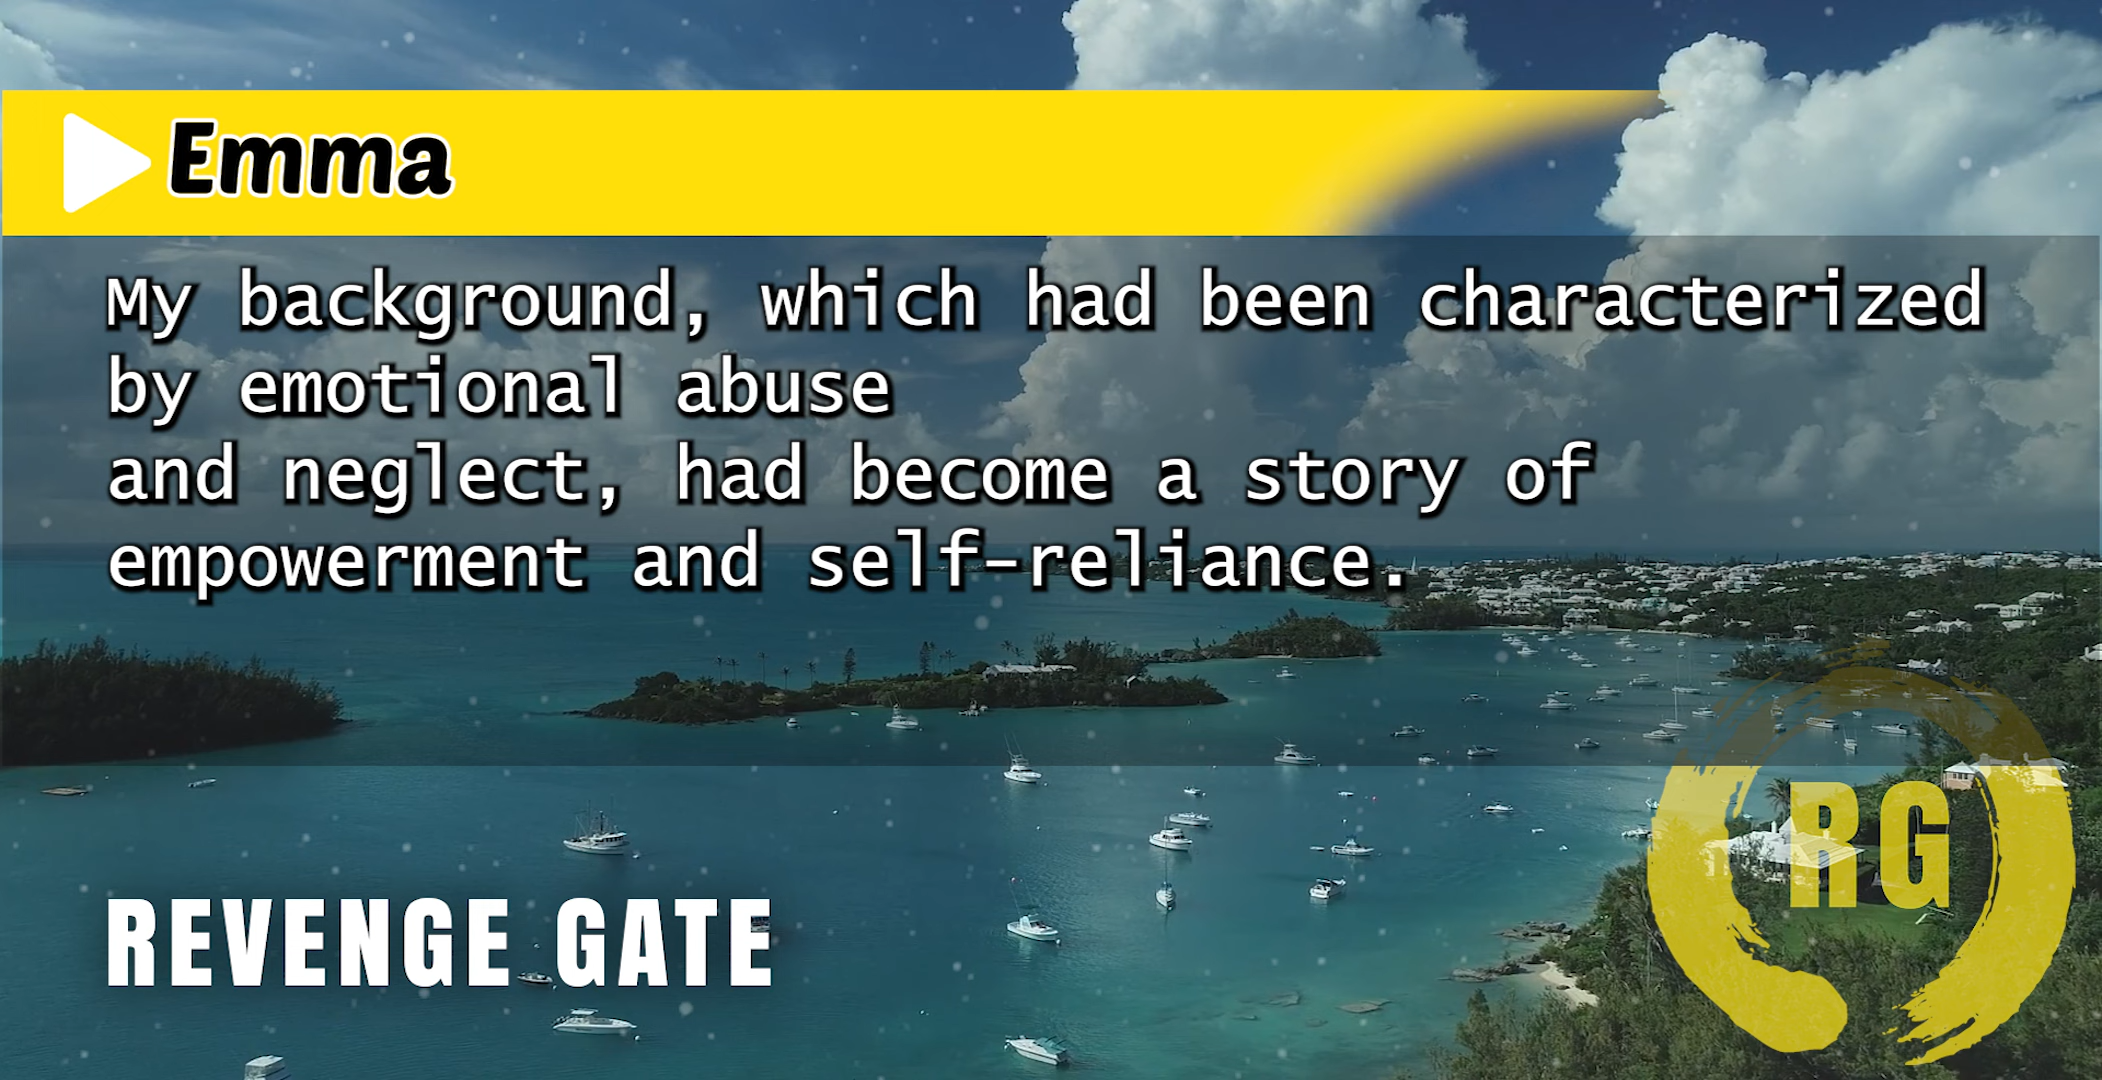 Emma
My background, which had been characterized
by emotional abuse
and neglect, had become a story of
empowerment and self-reliance.
RG
REVENGE GATE